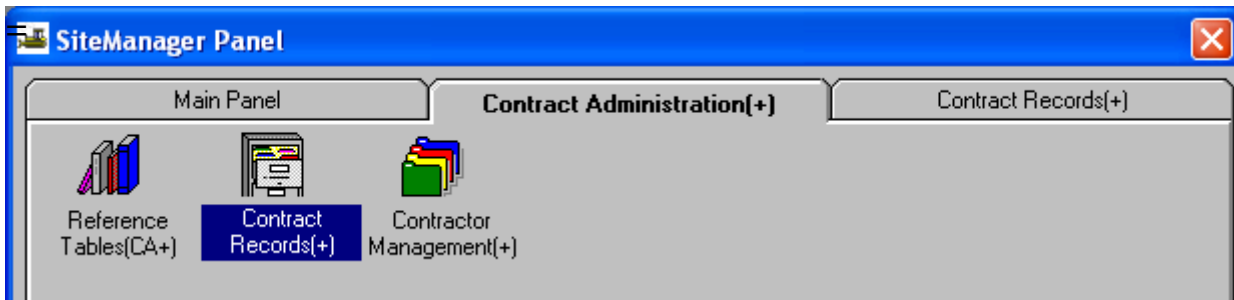 SiteManager Panel
Main Panel
Contract Administration(+)
Contract Records(+)
Reference
Tables(CA+)
Contract
Records(+)
Contractor
Management(+)